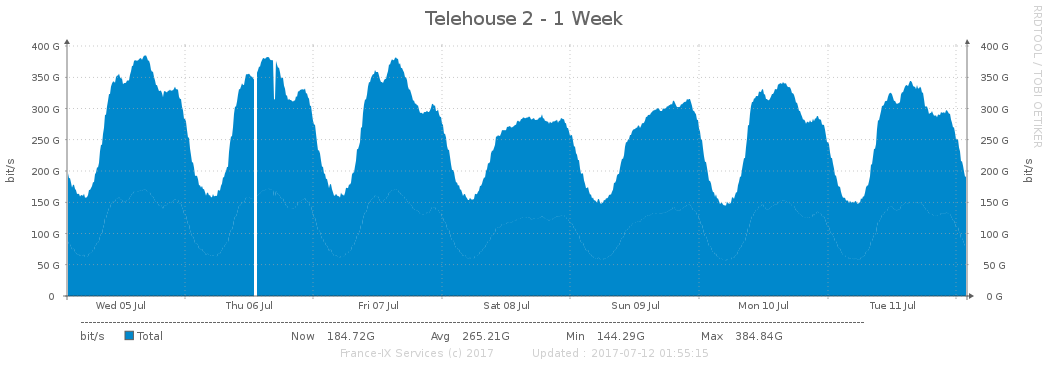 Telehouse 2 - 1 Week
RRDTOOL / TOBI OETIKER
400 G 400 G
350 G 350 G
300 G 300 G
250 G 250 G
200 G 200 G
150 G 150 G
100 G 100 G
50 G 50 G
0 0 G
bit/s bit/s
Wed 05 Jul Thu 06 Jul Fri 07 Jul Sat 08 Jul Sun 09 Jul Mon 10 Jul Tue 11 Jul
bit/s Total Now 184.72G Avg 265.21G Min 144.29G Max 384.84G
France-IX Services (c) 2017 Updated : 2017-07-12 01:55:15